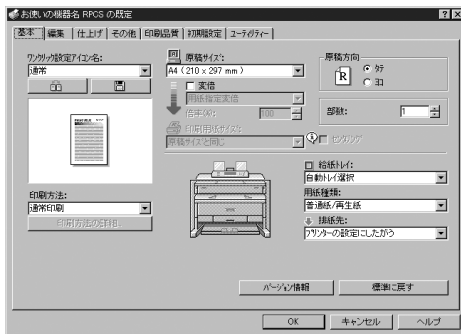 お使いの機器名 RPCS の既定
基本 編集 仕上げ その他 印刷品質 初期設定 ユーティリティー
ワンクリック設定アイコン名:
通常
印刷方法:
通常印刷
印刷方法の詳細
原稿サイズ:
A4 (210 x 297 mm)
変倍
用紙指定変倍
倍率(%): 100
印刷用紙サイズ:
原稿サイズと同じ
原稿方向
R
タテ
ヨコ
部数: 1
ソート
給紙トレイ:
自動トレイ選択
用紙種類:
普通紙/再生紙
排紙先:
プリンターの設定にしたがう
バージョン情報 標準に戻す
OK キャンセル ヘルプ